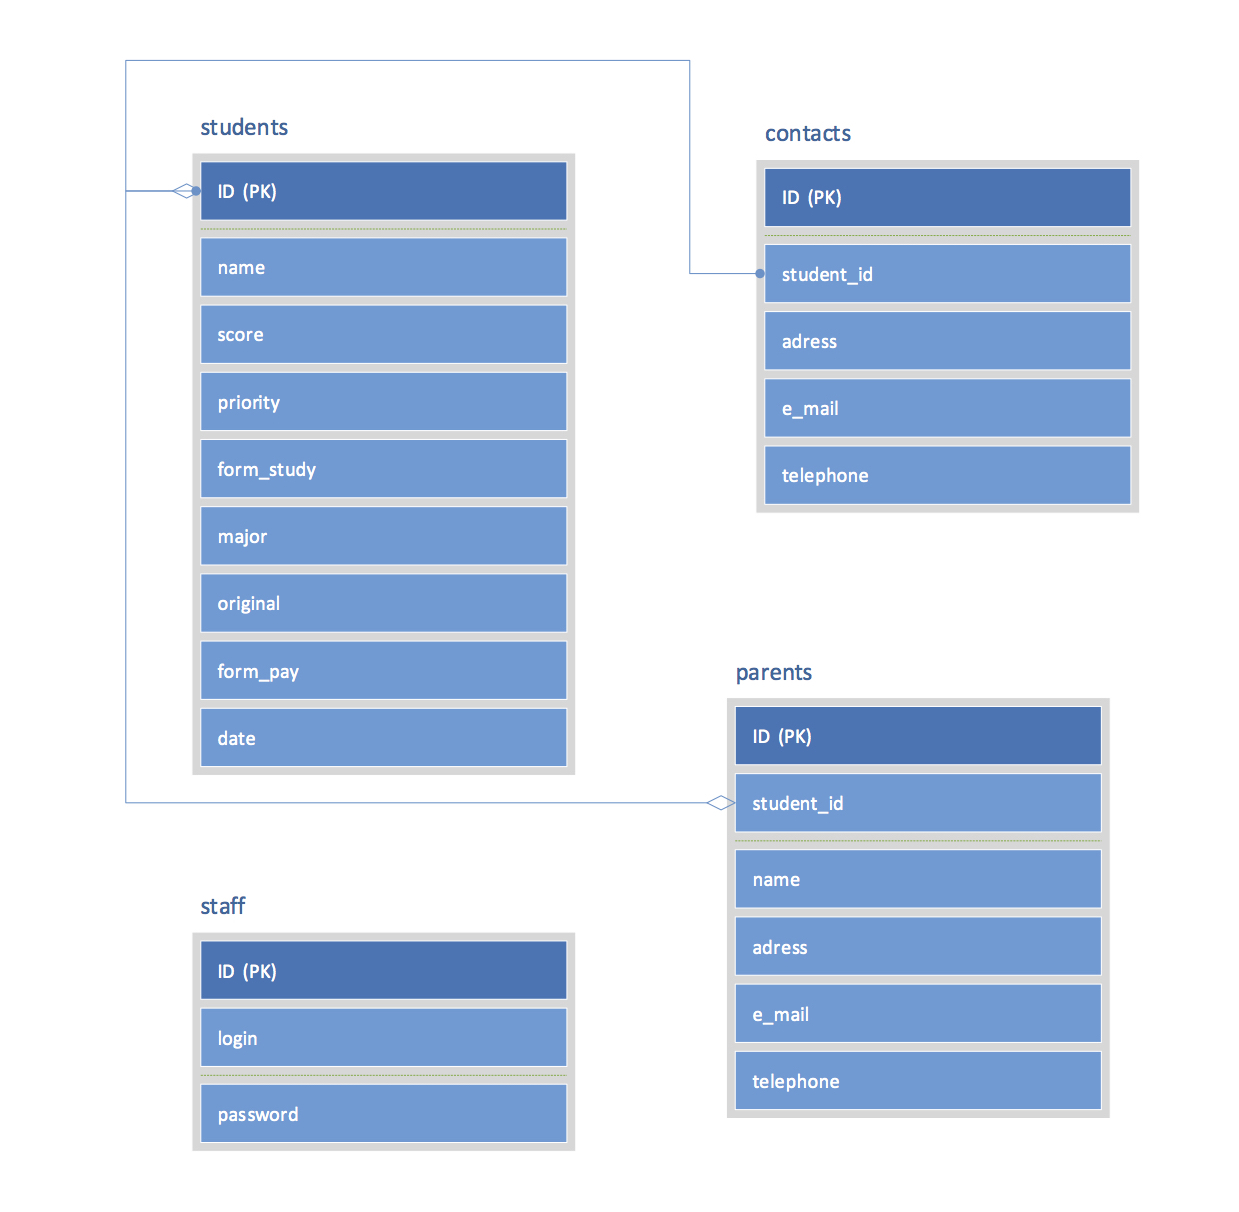 students
ID (PK)
name
score
priority
form_study
major
original
form_pay
date
contacts
ID (PK)
student_id
adress
e_mail
telephone
parents
ID (PK)
student_id
name
adress
e_mail
telephone
staff
ID (PK)
login
password